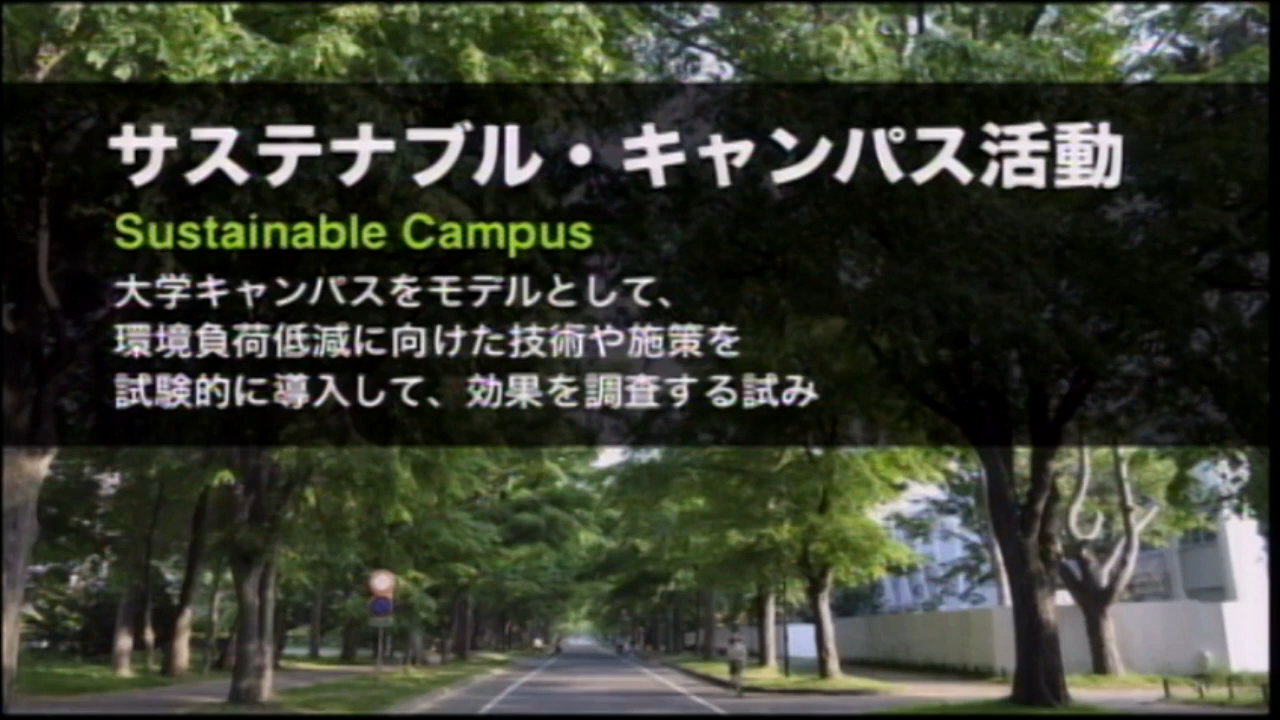 サステナブル・キャンパス活動
Sustainable Campus
大学キャンパスをモデルとして、
環境負荷低減に向けた技術や施策を
試験的に導入して、効果を調査する試み